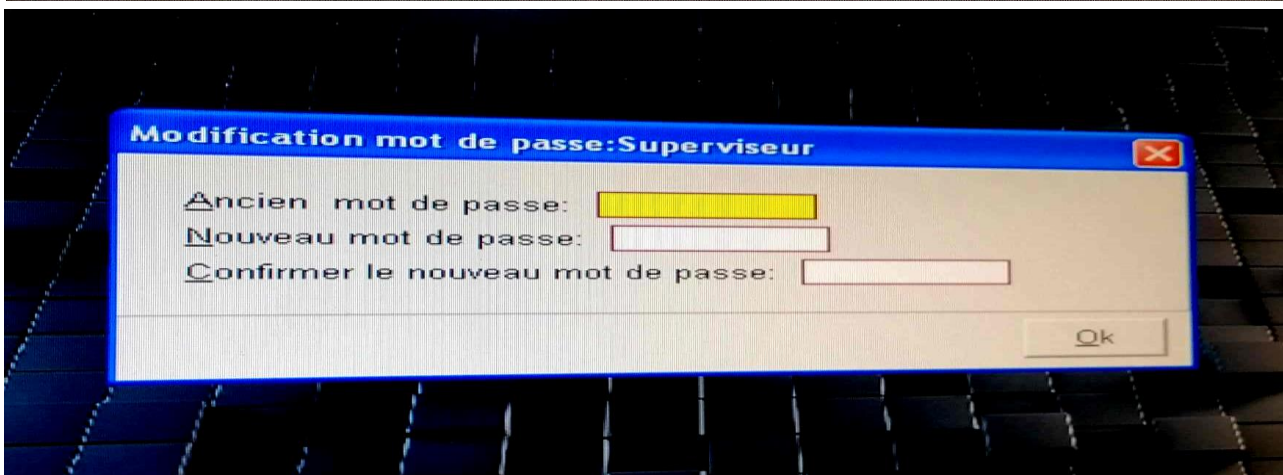 Modification mot de passe:Superviseur
Ancien mot de passe:
Nouveau mot de passe:
Confirmer le nouveau mot de passe:
Ok